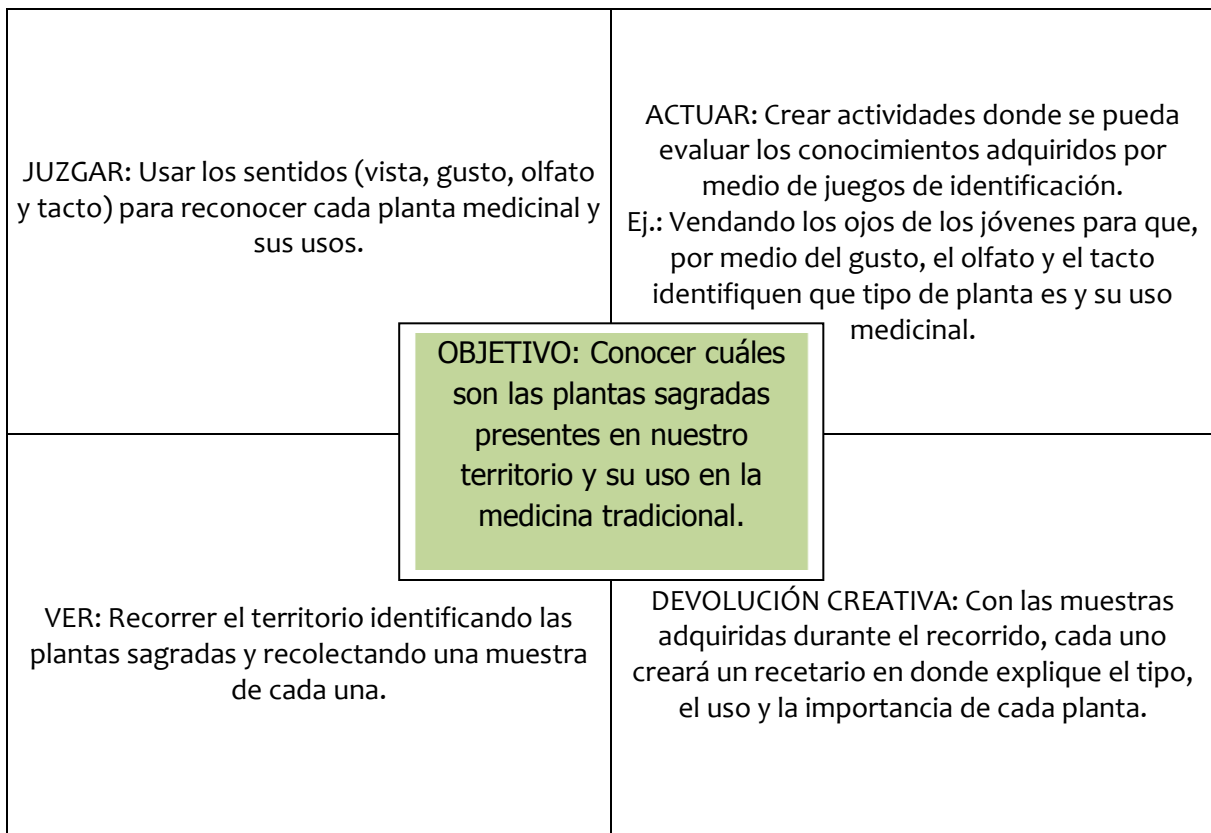 JUZGAR: Usar los sentidos (vista, gusto, olfato
y tacto) para reconocer cada planta medicinal y
sus usos.
ACTUAR: Crear actividades donde se pueda
evaluar los conocimientos adquiridos por
medio de juegos de identificación.
Ej.: Vendando los ojos de los jóvenes para que,
por medio del gusto, el olfato y el tacto
identifiquen que tipo de planta es y su uso
medicinal.
OBJETIVO: Conocer cuáles
son las plantas sagradas
presentes en nuestro
territorio y su uso en la
medicina tradicional.
VER: Recorrer el territorio identificando las
plantas sagradas y recolectando una muestra
de cada una.
DEVOLUCIÓN CREATIVA: Con las muestras
adquiridas durante el recorrido, cada uno
creará un recetario en donde explique el tipo,
el uso y la importancia de cada planta.